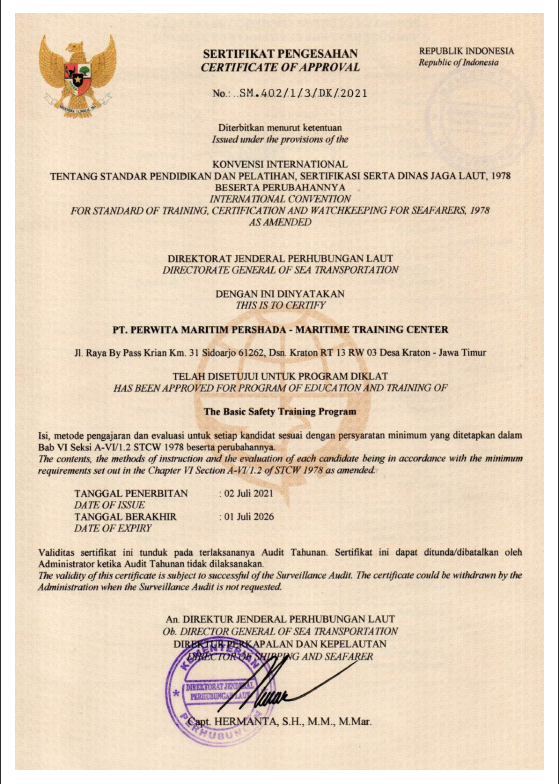 SERTIFIKAT PENGESAHAN
CERTIFICATE OF APPROVAL
REPUBLIK INDONESIA
Republic of Indonesia
No.: ..SM.402/1/3/DK/2021
Diterbitkan menurut ketentuan
Issued under the provisions of the
KONVENSI INTERNATIONAL
TENTANG STANDAR PENDIDIKAN DAN PELATIHAN, SERTIFIKASI SERTA DINAS JAGA LAUT, 1978
BESERTA PERUBAHANNYA
INTERNATIONAL CONVENTION
FOR STANDARD OF TRAINING, CERTIFICATION AND WATCHKEEPING FOR SEAFARERS, 1978
AS AMENDED
DIREKTORAT JENDERAL PERHUBUNGAN LAUT
DIRECTORATE GENERAL OF SEA TRANSPORTATION
DENGAN INI DINYATAKAN
THIS IS TO CERTIFY
PT. PERWITA MARITIM PERSHADA - MARITIME TRAINING CENTER
Jl. Raya By Pass Krian Km. 31 Sidoarjo 61262, Dsn. Kraton RT 13 RW 03 Desa Kraton - Jawa Timur
TELAH DISETUJUI UNTUK PROGRAM DIKLAT
HAS BEEN APPROVED FOR PROGRAM OF EDUCATION AND TRAINING OF
The Basic Safety Training Program
Isi, metode pengajaran dan evaluasi untuk setiap kandidat sesuai dengan persyaratan minimum yang ditetapkan dalam
Bab VI Seksi A-VI/1.2 STCW 1978 beserta perubahannya.
The contents, the methods of instruction and the evaluation of each candidate being in accordance with the minimum
requirements set out in the Chapter VI Section A-VI/1.2 of STCW 1978 as amended.
TANGGAL PENERBITAN : 02 Juli 2021
DATE OF ISSUE
TANGGAL BERAKHIR : 01 Juli 2026
DATE OF EXPIRY
Validitas sertifikat ini tunduk pada terlaksananya Audit Tahunan. Sertifikat ini dapat ditunda/dibatalkan oleh
Administrator ketika Audit Tahunan tidak dilaksanakan.
The validity of this certificate is subject to successful of the Surveillance Audit. The certificate could be withdrawn by the
Administration when the Surveillance Audit is not requested.
An. DIREKTUR JENDERAL PERHUBUNGAN LAUT
Ob. DIRECTOR GENERAL OF SEA TRANSPORTATION
DIREKTUR PERKAPALAN DAN KEPELAUTAN
DIRECTOR OF SHIPPING AND SEAFARER
KEMENTERIAN
DIREKTORAT JENDERAL
PERHUBUNGAN LAUT
PERHUBUNGAN
Capt. HERMANTA, S.H., M.M., M.Mar.